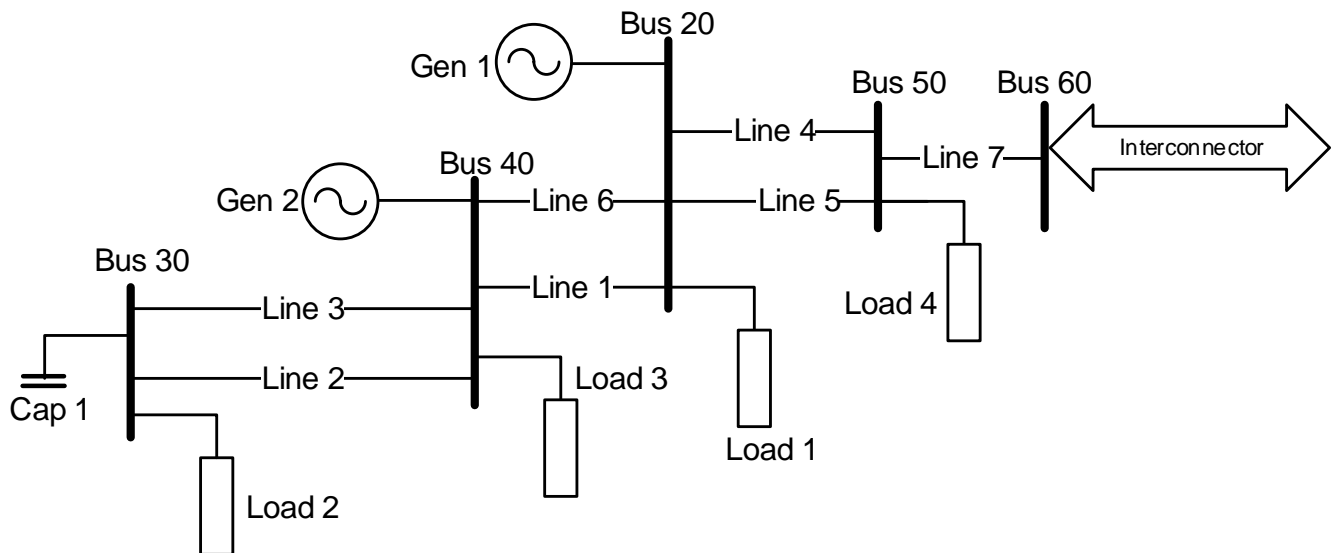 Bus 20
Gen 1
Bus 50
Bus 60
Line 4
Interconnector
Line 7
Bus 40
Gen 2
Line 6
Line 5
Bus 30
Line 3
Line 1
Load 4
Line 2
Load 3
Cap 1
Load 1
Load 2